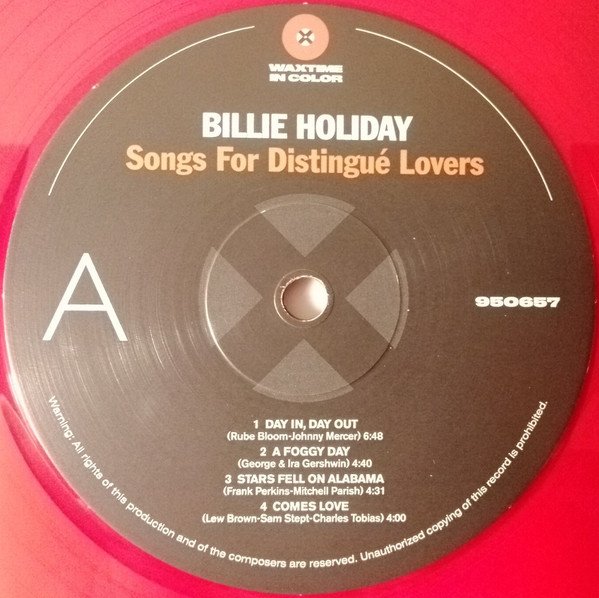 WAXTIME
IN COLOR
BILLIE HOLIDAY
Songs For Distingué Lovers
A
950657
1 DAY IN, DAY OUT
(Rube Bloom-Johnny Mercer) 6:48
2 A FOGGY DAY
(George & Ira Gershwin) 4:40
3 STARS FELL ON ALABAMA
(Frank Perkins-Mitchell Parish) 4:31
4 COMES LOVE
(Lew Brown-Sam Stept-Charles Tobias) 4:00
Warning: All rights of this production and of the composers are reserved. Unauthorized copying of this record is prohibited.